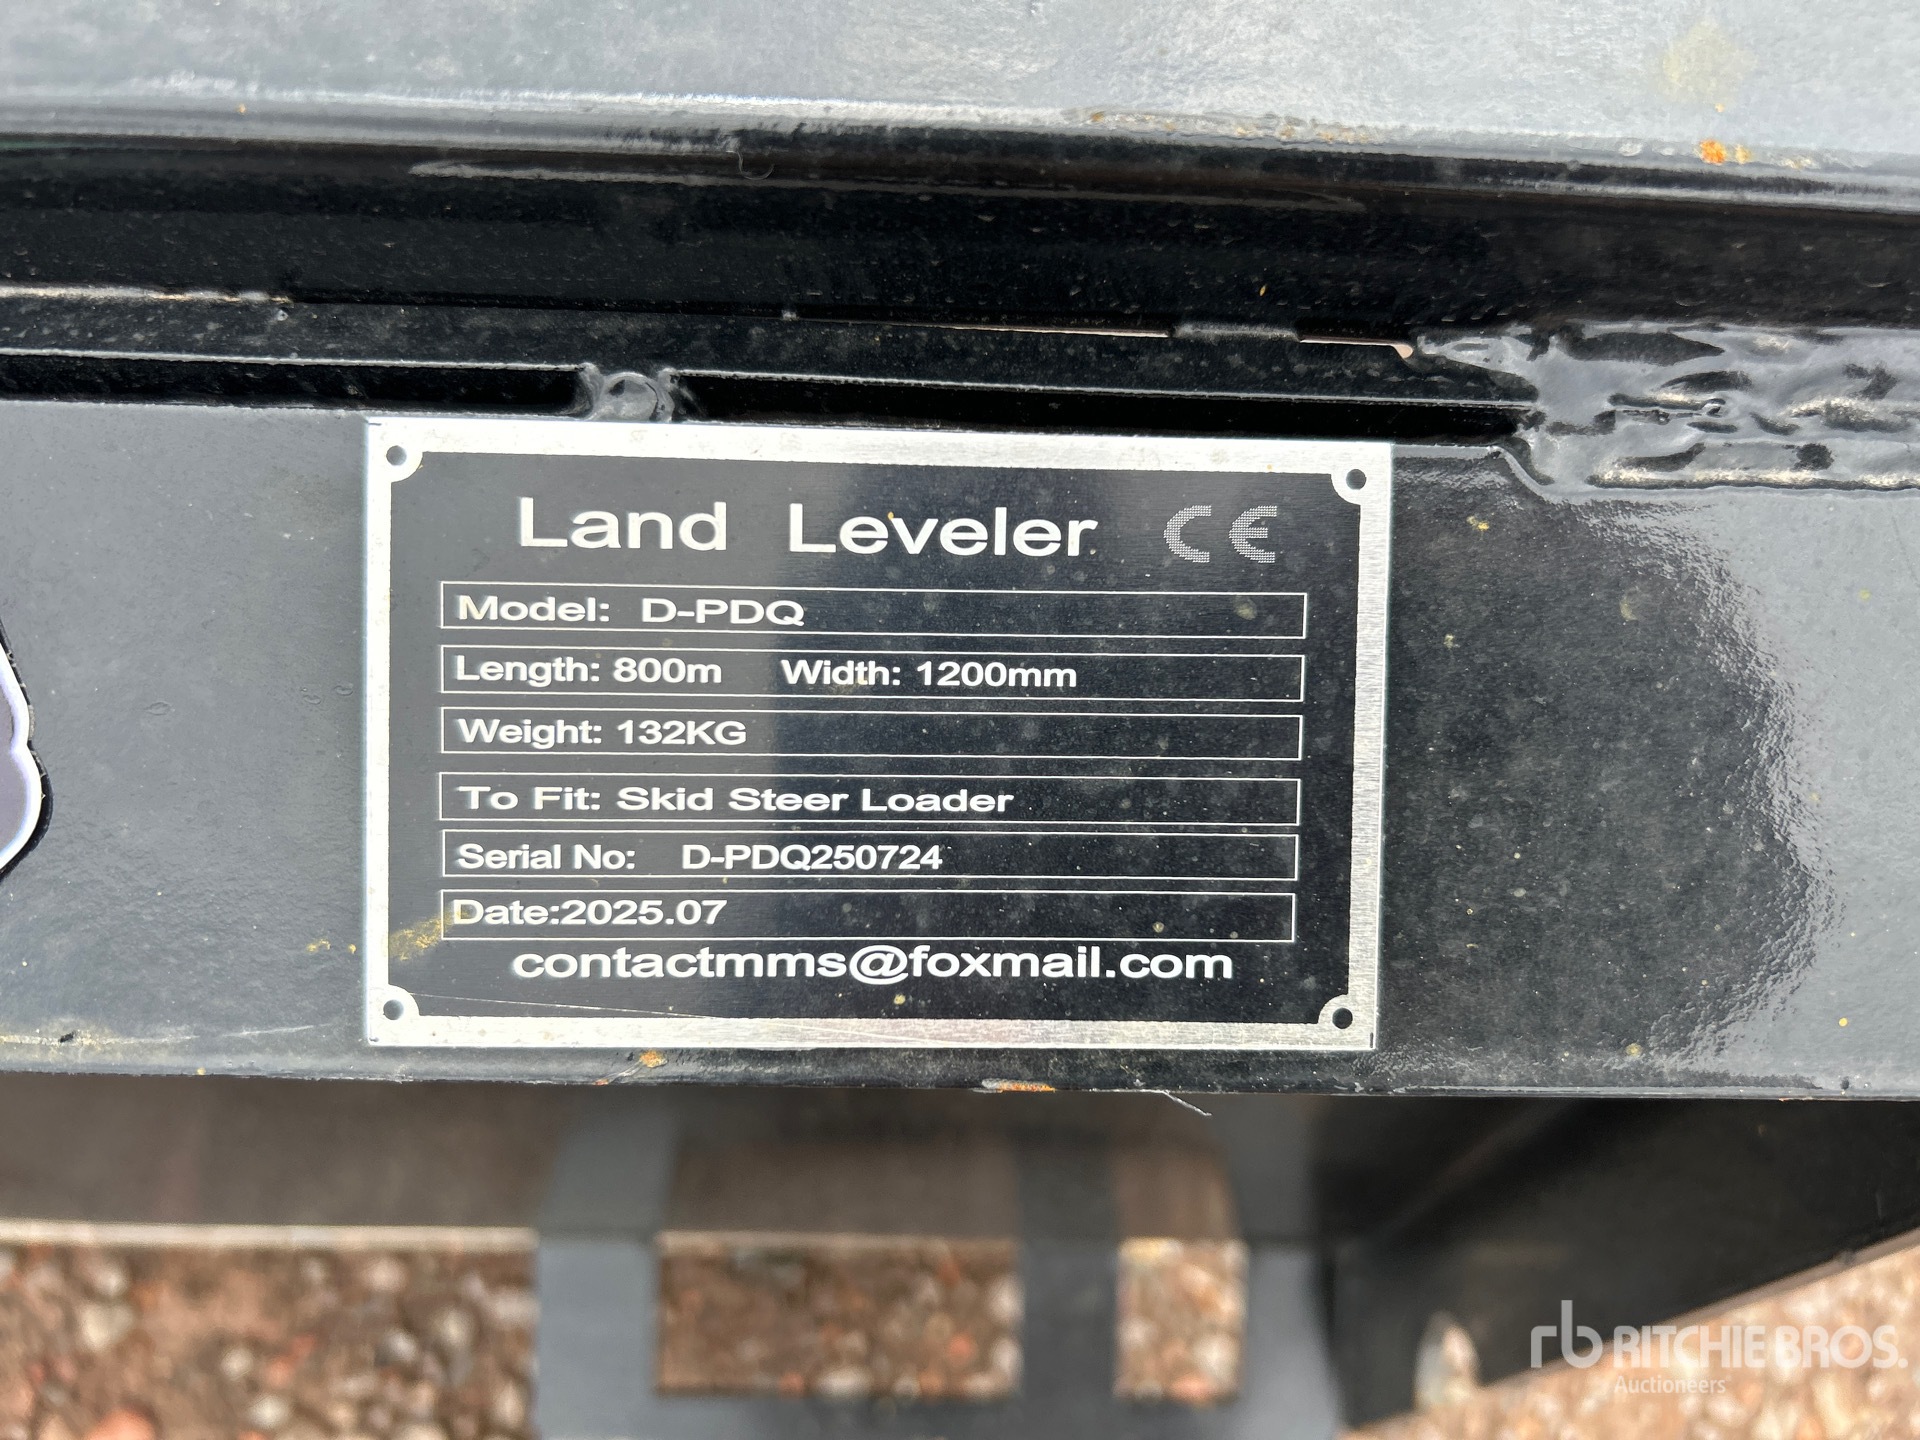 Land Leveler CE
Model: D-PDQ
Length: 800m Width: 1200mm
Weight: 132KG
To Fit: Skid Steer Loader
Serial No: D-PDQ250724
Date:2025.07
contactmms@foxmail.com
rb RITCHIE BROS.
Auctioneers